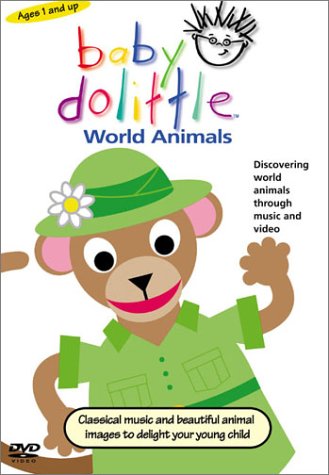 Ages 1 and up
baby
dolittle™
World Animals
Discovering
world
animals
through
music and
video
Classical music and beautiful animal
images to delight your young child
DVD
VIDEO